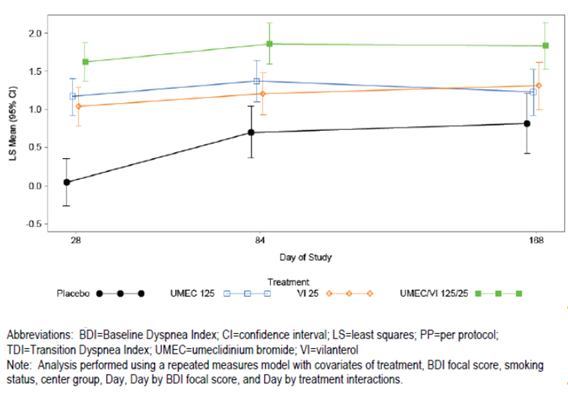 2.0
1.5
1.0
0.5
0.0
-0.5
LS Mean (95% CI)
28 84 168
Day of Study
Treatment
Placebo UMEC 125 VI 25 UMEC/VI 125/25
Abbreviations: BDI=Baseline Dyspnea Index; CI=confidence interval; LS=least squares; PP=per protocol;
TDI=Transition Dyspnea Index; UMEC=umeclidinium bromide; VI=vilanterol
Note: Analysis performed using a repeated measures model with covariates of treatment, BDI focal score, smoking
status, center group, Day, Day by BDI focal score, and Day by treatment interactions.